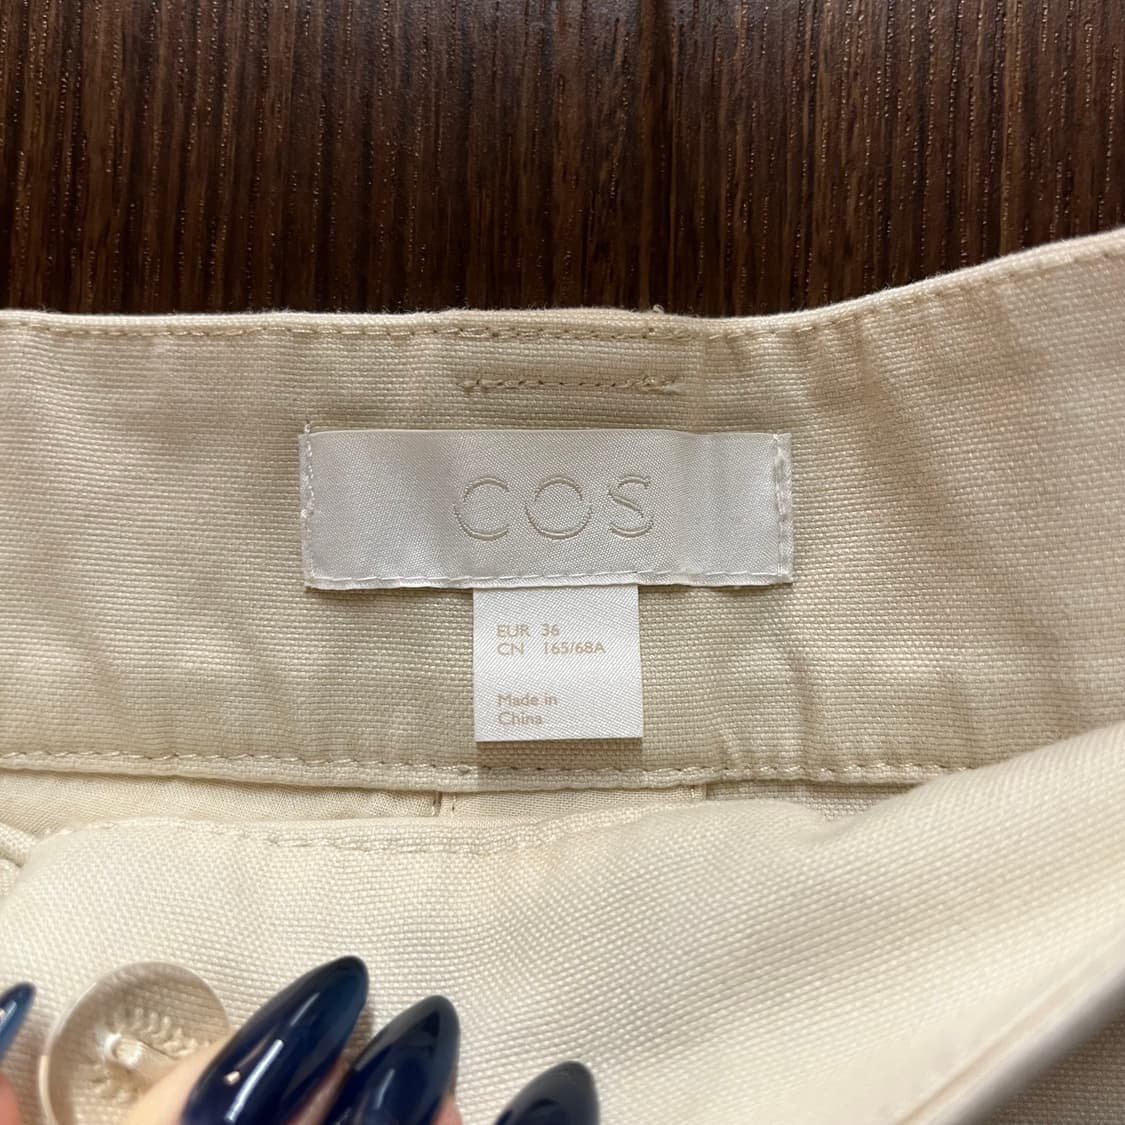 COS
EUR 36
CN 165/68A
Made in
China